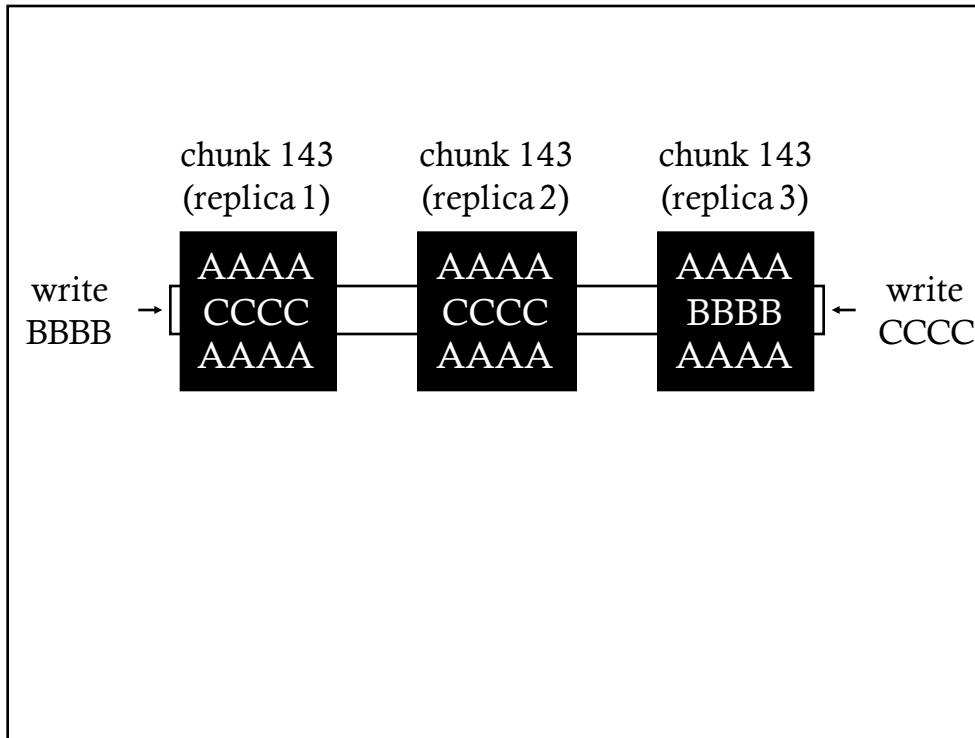 chunk 143
(replica 1)
chunk 143
(replica 2)
chunk 143
(replica 3)
write
BBBB
AAAA
CCCC
AAAA
AAAA
CCCC
AAAA
AAAA
BBBB
AAAA
write
CCCC